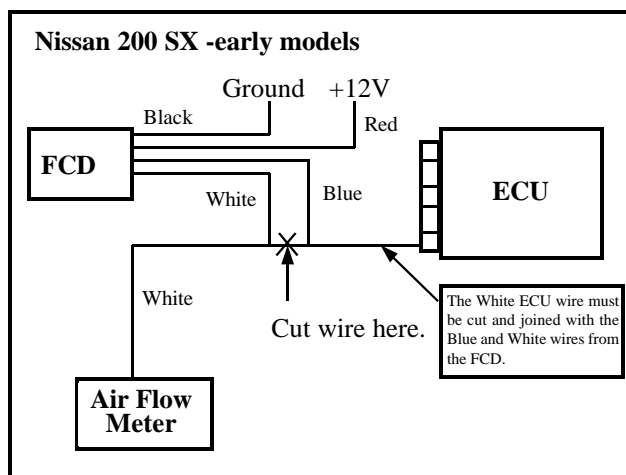 Nissan 200 SX -early models
Ground +12V
Black
Red
FCD
White
Blue
ECU
White
Cut wire here.
The White ECU wire must
be cut and joined with the
Blue and White wires from
the FCD.
Air Flow
Meter